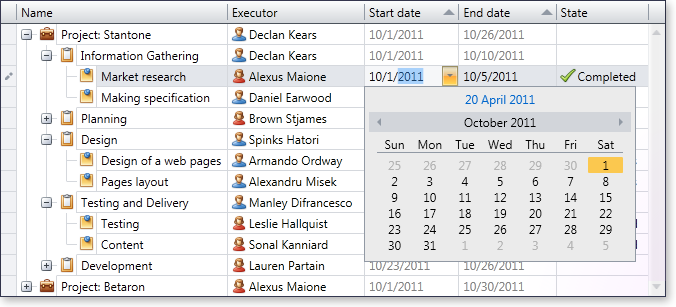 Name Executor Start date End date State
Project: Stantone Declan Kears 10/1/2011 10/26/2011
Information Gathering Declan Kears 10/1/2011 10/10/2011
Market research Alexus Maione 10/1/2011 10/5/2011 Completed
Making specification Daniel Earwood
Planning Brown Stjames
Design Spinks Hatori
Design of a web pages Armando Ordway
Pages layout Alexandru Misek
Testing and Delivery Manley Difrancesco
Testing Leslie Hallquist
Content Sonal Kanniard
Development Lauren Partain 10/23/2011 10/26/2011
Project: Betaron Alexus Maione 10/1/2011 10/30/2011
20 April 2011
October 2011
Sun Mon Tue Wed Thu Fri Sat
25 26 27 28 29 30 1
2 3 4 5 6 7 8
9 10 11 12 13 14 15
16 17 18 19 20 21 22
23 24 25 26 27 28 29
30 31 1 2 3 4 5